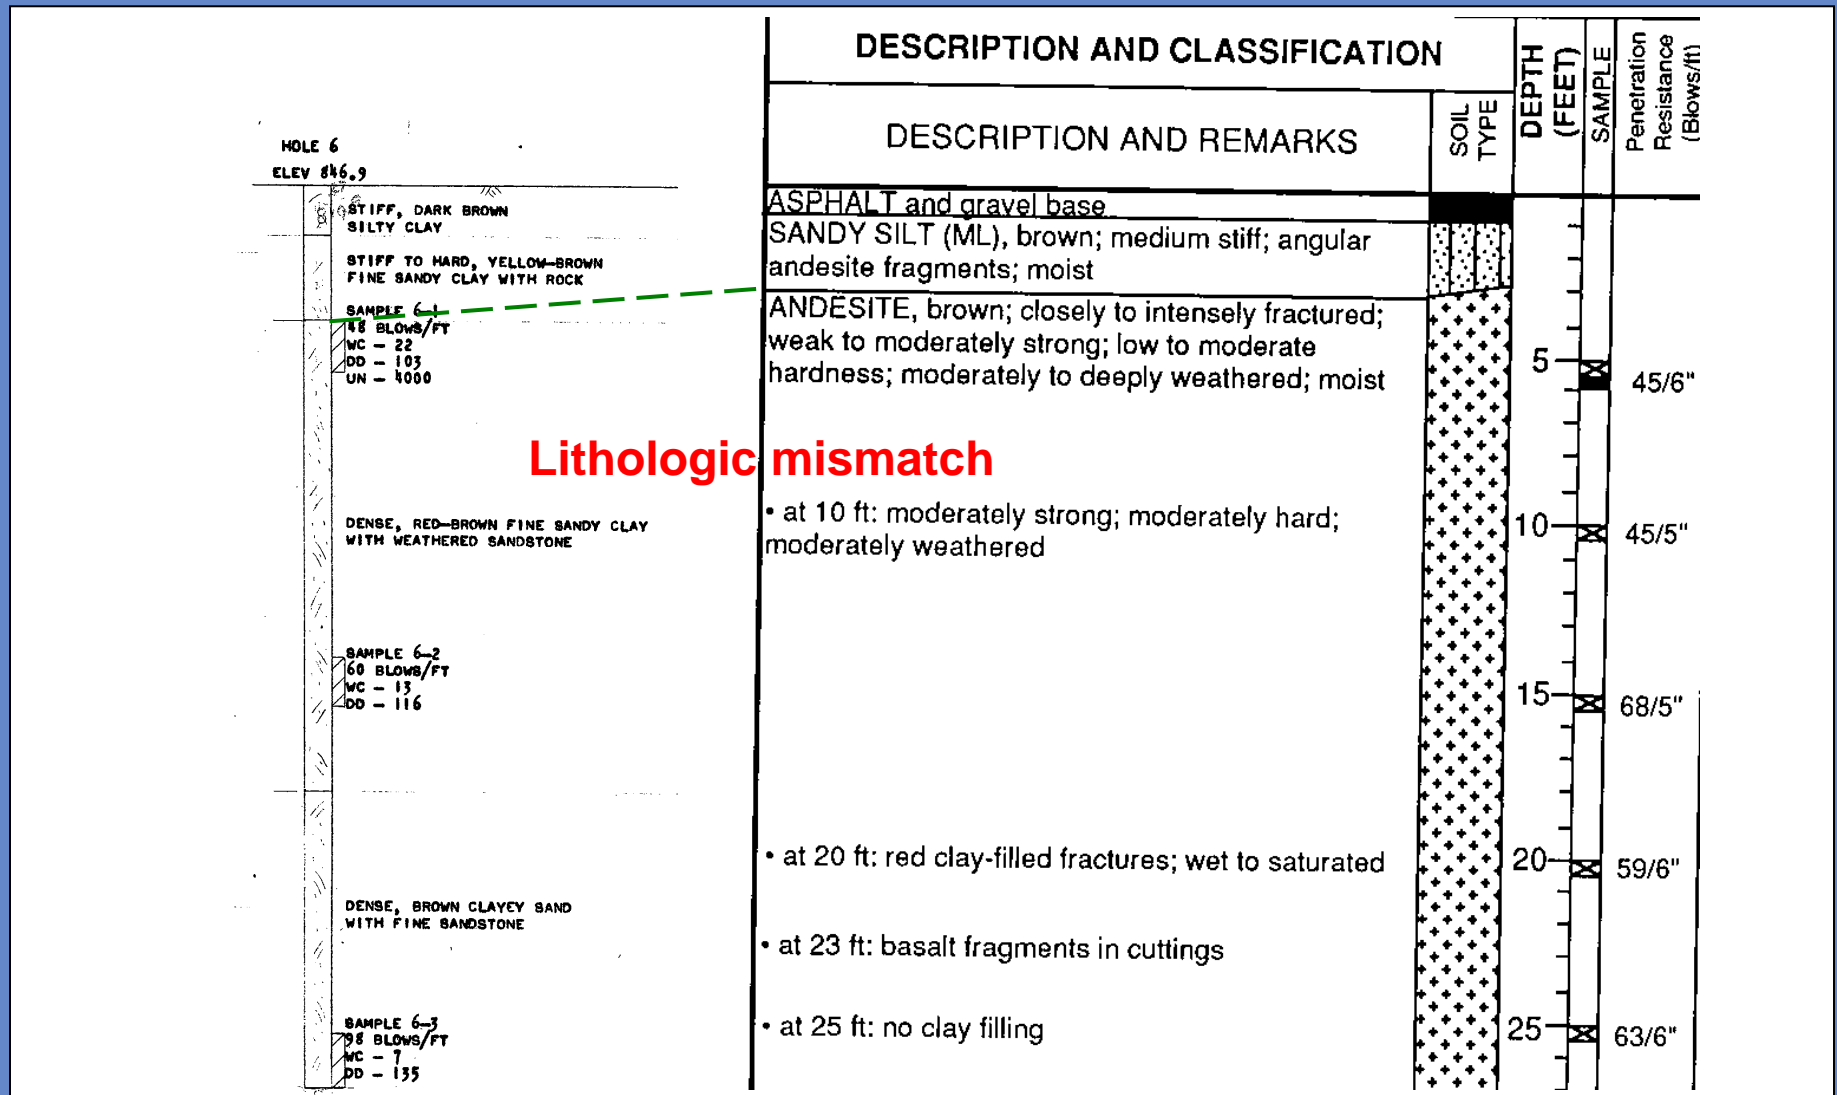 HOLE 6
ELEV 846.9
STIFF, DARK BROWN
SILTY CLAY
STIFF TO HARD, YELLOW-BROWN
FINE SANDY CLAY WITH ROCK
SAMPLE 6-1
48 BLOWS/FT
WC - 22
DD - 103
UN - 4000
DENSE, RED-BROWN FINE SANDY CLAY
WITH WEATHERED SANDSTONE
SAMPLE 6-2
60 BLOWS/FT
WC - 13
DD - 116
DENSE, BROWN CLAYEY SAND
WITH FINE SANDSTONE
SAMPLE 6-3
98 BLOWS/FT
WC - 7
DD - 135
Lithologic mismatch
DESCRIPTION AND CLASSIFICATION
DESCRIPTION AND REMARKS
SOIL
TYPE
DEPTH
(FEET)
SAMPLE
Penetration
Resistance
(Blows/ft)
ASPHALT and gravel base
SANDY SILT (ML), brown; medium stiff; angular
andesite fragments; moist
ANDESITE, brown; closely to intensely fractured;
weak to moderately strong; low to moderate
hardness; moderately to deeply weathered; moist
• at 10 ft: moderately strong; moderately hard;
moderately weathered
• at 20 ft: red clay-filled fractures; wet to saturated
• at 23 ft: basalt fragments in cuttings
• at 25 ft: no clay filling
5
45/6"
10
45/5"
15
68/5"
20
59/6"
25
63/6"